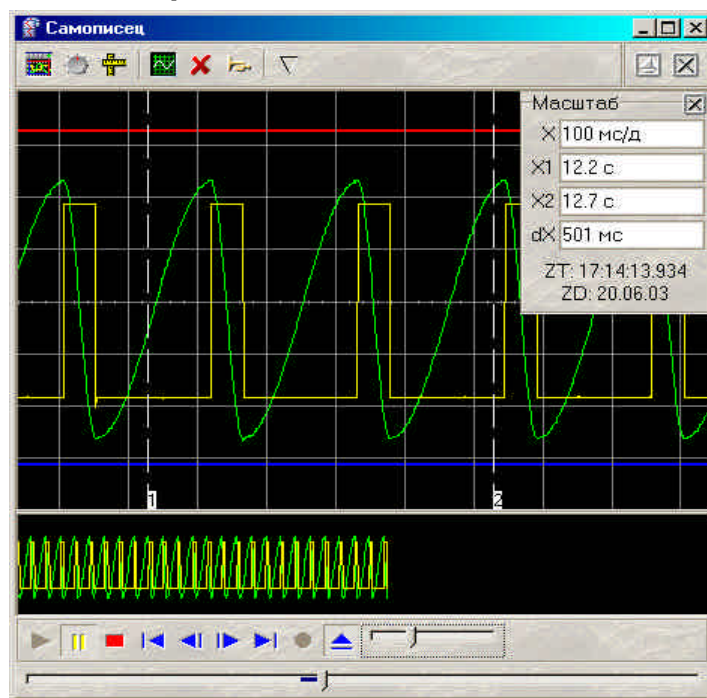 Самописец
Масштаб
X 100 мс/д
X1 12.2 с
X2 12.7 с
dX 501 мс
ZT: 17:14:13.934
ZD: 20.06.03
1
2